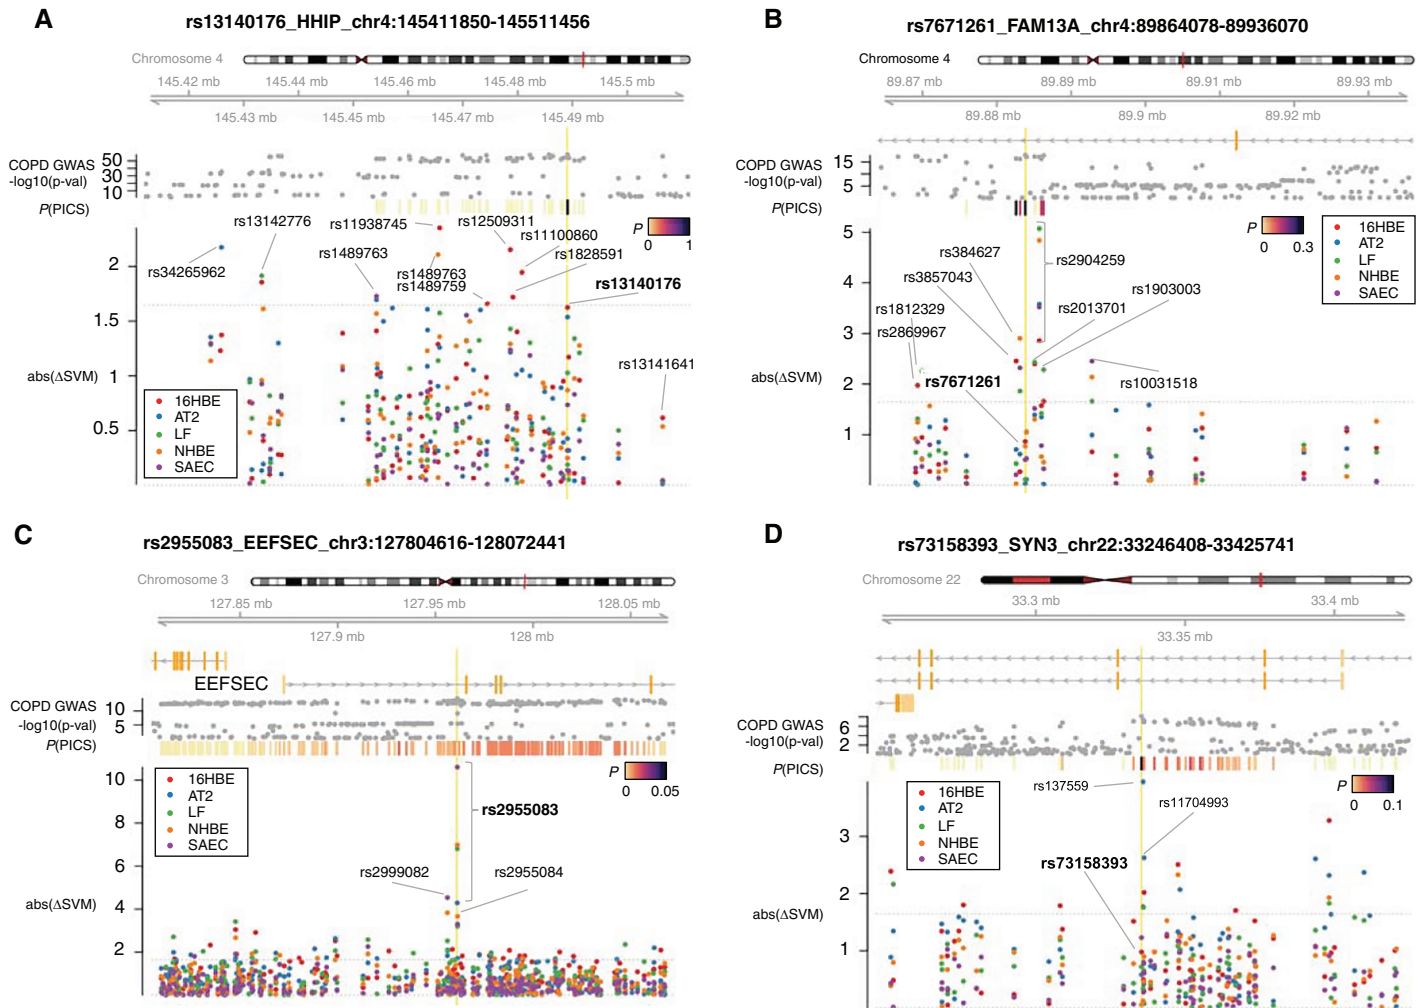 A
rs13140176_HHIP_chr4:145411850-145511456
Chromosome 4
145.42 mb 145.44 mb 145.46 mb 145.48 mb 145.5 mb
145.43 mb 145.45 mb 145.47 mb 145.49 mb
COPD GWAS
-log10(p-val)
50
30
10
P(PICS)
P
0 1
rs13142776
rs11938745
rs12509311
rs11100860
rs34265962
rs1489763
rs1828591
rs1489763
rs1489759
rs13140176
rs13141641
abs(ΔSVM)
2
1.5
1
0.5
16HBE
AT2
LF
NHBE
SAEC
B
rs7671261_FAM13A_chr4:89864078-89936070
Chromosome 4
89.87 mb 89.89 mb 89.91 mb 89.93 mb
89.88 mb 89.9 mb 89.92 mb
COPD GWAS
-log10(p-val)
15
5
P(PICS)
P
0 0.3
16HBE
AT2
LF
NHBE
SAEC
rs384627
rs2904259
rs3857043
rs1903003
rs1812329
rs2013701
rs2869967
rs7671261
rs10031518
abs(ΔSVM)
5
4
3
2
1
C
rs2955083_EEFSEC_chr3:127804616-128072441
Chromosome 3
127.85 mb 127.95 mb 128.05 mb
127.9 mb 128 mb
EEFSEC
COPD GWAS
-log10(p-val)
10
5
P(PICS)
P
0 0.05
16HBE
AT2
LF
NHBE
SAEC
rs2955083
rs2999082
rs2955084
abs(ΔSVM)
10
8
6
4
2
D
rs73158393_SYN3_chr22:33246408-33425741
Chromosome 22
33.3 mb 33.4 mb
33.35 mb
COPD GWAS
-log10(p-val)
6
2
P(PICS)
P
0 0.1
16HBE
AT2
LF
NHBE
SAEC
rs137559
rs11704993
rs73158393
abs(ΔSVM)
3
2
1